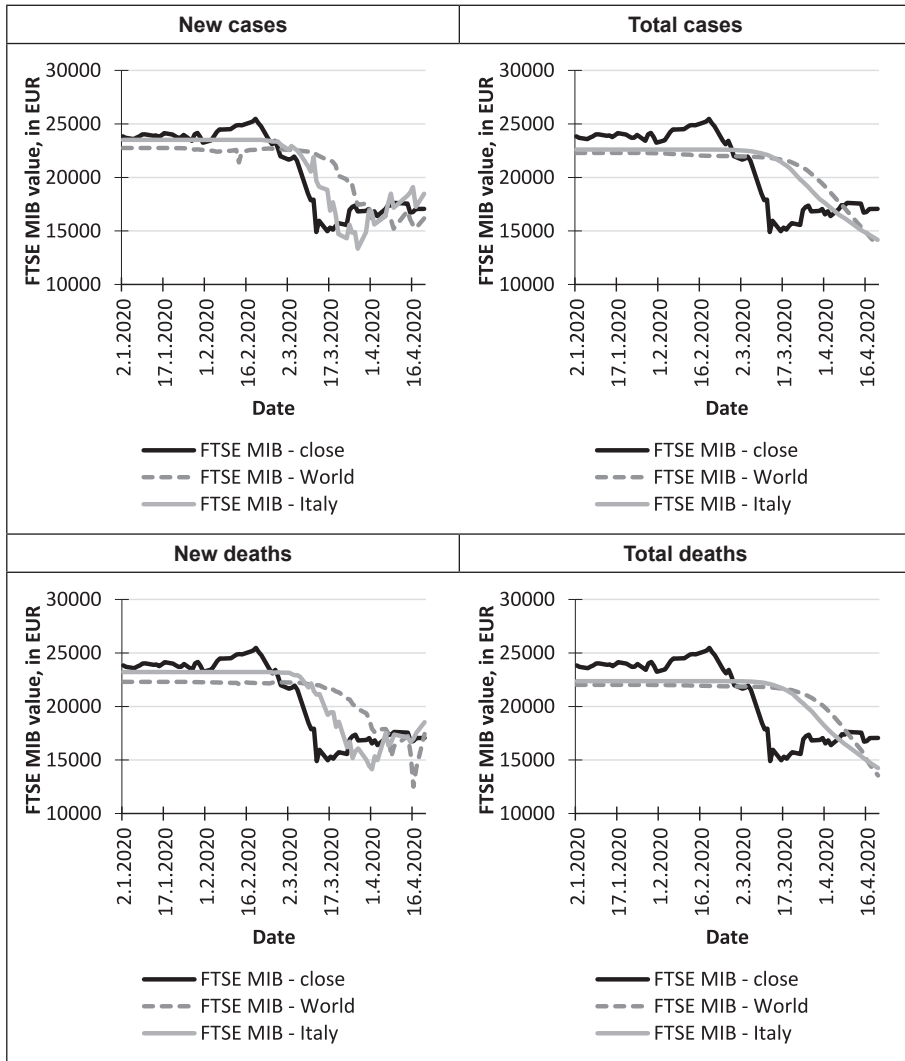 New cases
Total cases
FTSE MIB value, in EUR
30000
25000
20000
15000
10000
2.1.2020
17.1.2020
1.2.2020
16.2.2020
2.3.2020
17.3.2020
1.4.2020
16.4.2020
Date
FTSE MIB - close
FTSE MIB - World
FTSE MIB - Italy
FTSE MIB value, in EUR
30000
25000
20000
15000
10000
2.1.2020
17.1.2020
1.2.2020
16.2.2020
2.3.2020
17.3.2020
1.4.2020
16.4.2020
Date
FTSE MIB - close
FTSE MIB - World
FTSE MIB - Italy
New deaths
Total deaths
FTSE MIB value, in EUR
30000
25000
20000
15000
10000
2.1.2020
17.1.2020
1.2.2020
16.2.2020
2.3.2020
17.3.2020
1.4.2020
16.4.2020
Date
FTSE MIB - close
FTSE MIB - World
FTSE MIB - Italy
FTSE MIB value, in EUR
30000
25000
20000
15000
10000
2.1.2020
17.1.2020
1.2.2020
16.2.2020
2.3.2020
17.3.2020
1.4.2020
16.4.2020
Date
FTSE MIB - close
FTSE MIB - World
FTSE MIB - Italy